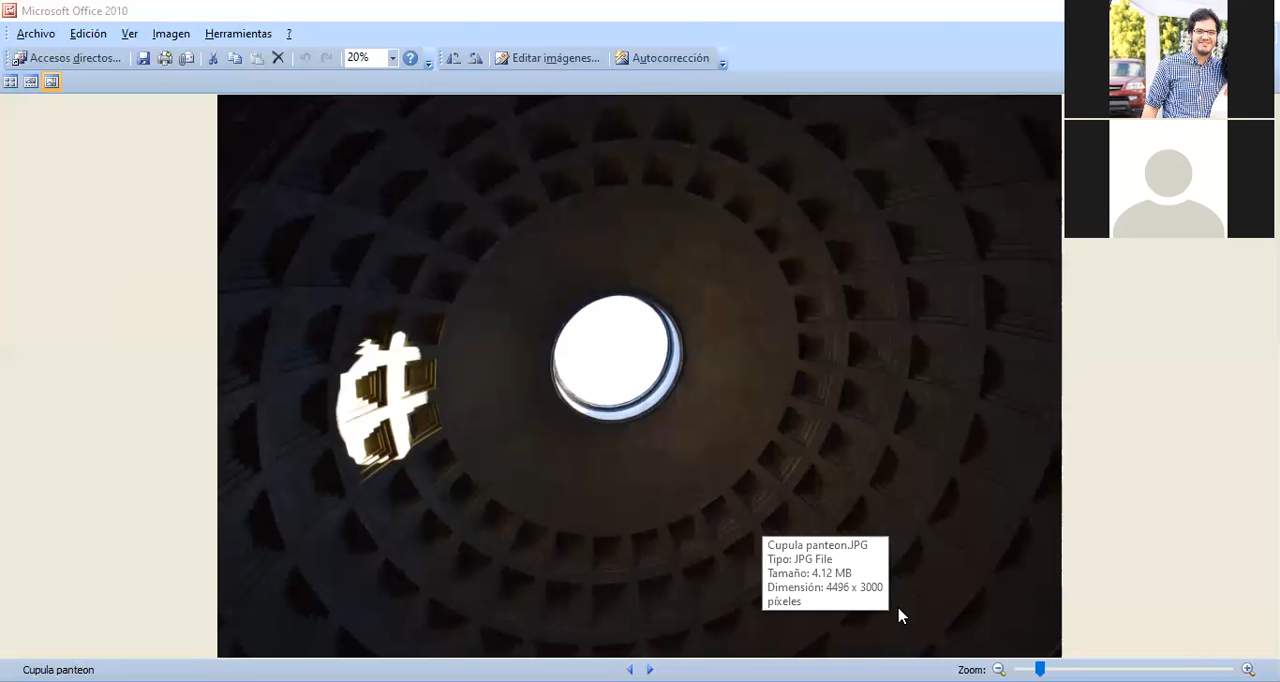 Microsoft Office 2010
Archivo Edición Ver Imagen Herramientas ?
Accesos directos... 20% Editar imágenes... Autocorrección
Cupula panteon.JPG
Tipo: JPG File
Tamaño: 4.12 MB
Dimensión: 4496 x 3000
píxeles
Cupula panteon Zoom: